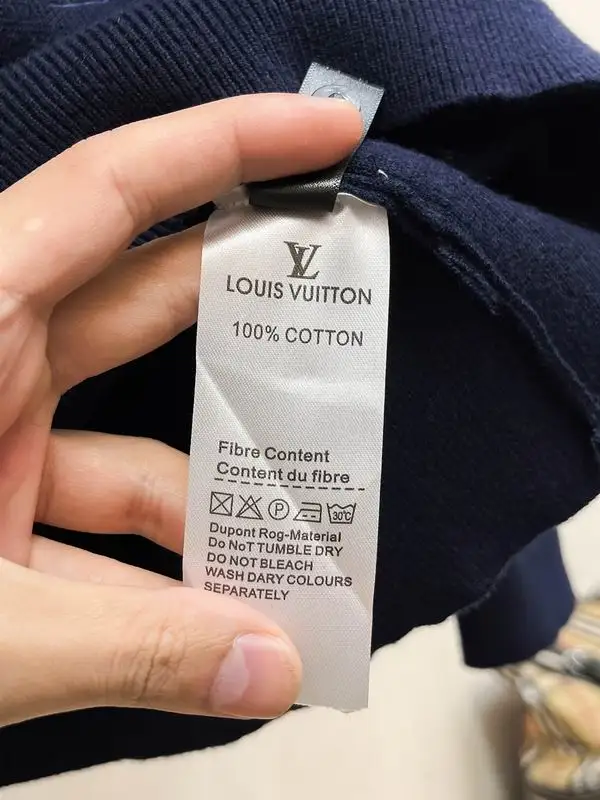 LV
LOUIS VUITTON
100% COTTON
Fibre Content
Content du fibre
P 30°C
Dupont Rog-Material
Do NoT TUMBLE DRY
DO NOT BLEACH
WASH DARY COLOURS
SEPARATELY